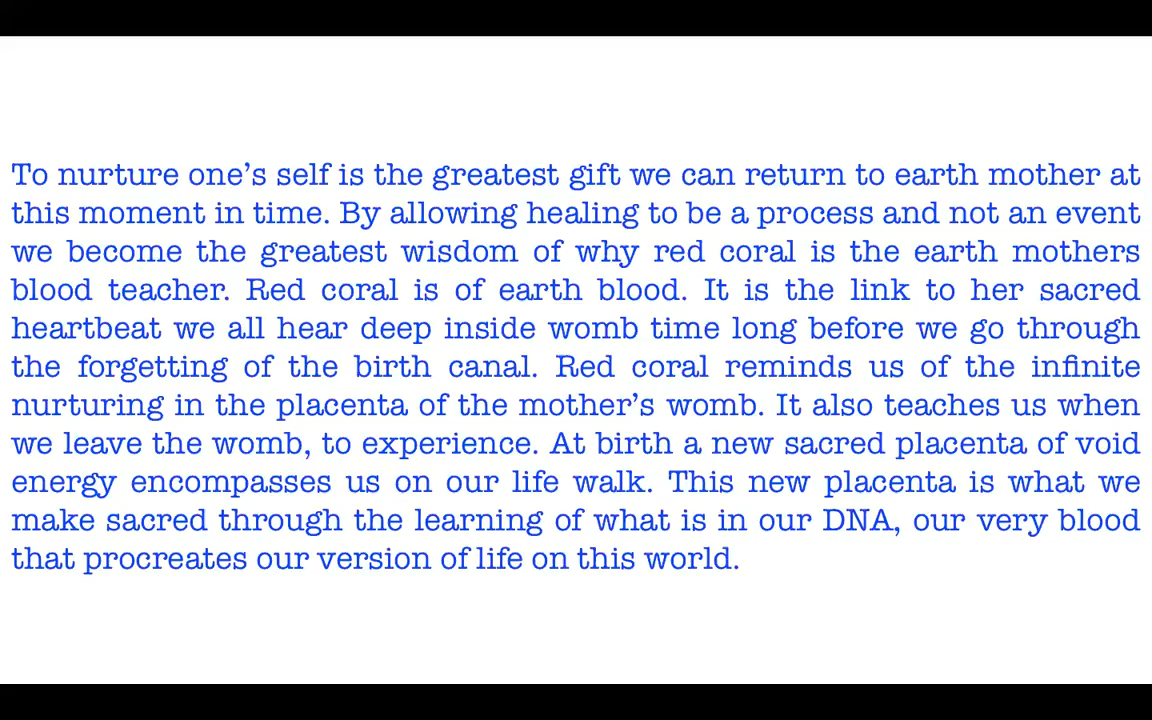 To nurture one’s self is the greatest gift we can return to earth mother at
this moment in time. By allowing healing to be a process and not an event
we become the greatest wisdom of why red coral is the earth mothers
blood teacher. Red coral is of earth blood. It is the link to her sacred
heartbeat we all hear deep inside womb time long before we go through
the forgetting of the birth canal. Red coral reminds us of the infinite
nurturing in the placenta of the mother’s womb. It also teaches us when
we leave the womb, to experience. At birth a new sacred placenta of void
energy encompasses us on our life walk. This new placenta is what we
make sacred through the learning of what is in our DNA, our very blood
that procreates our version of life on this world.